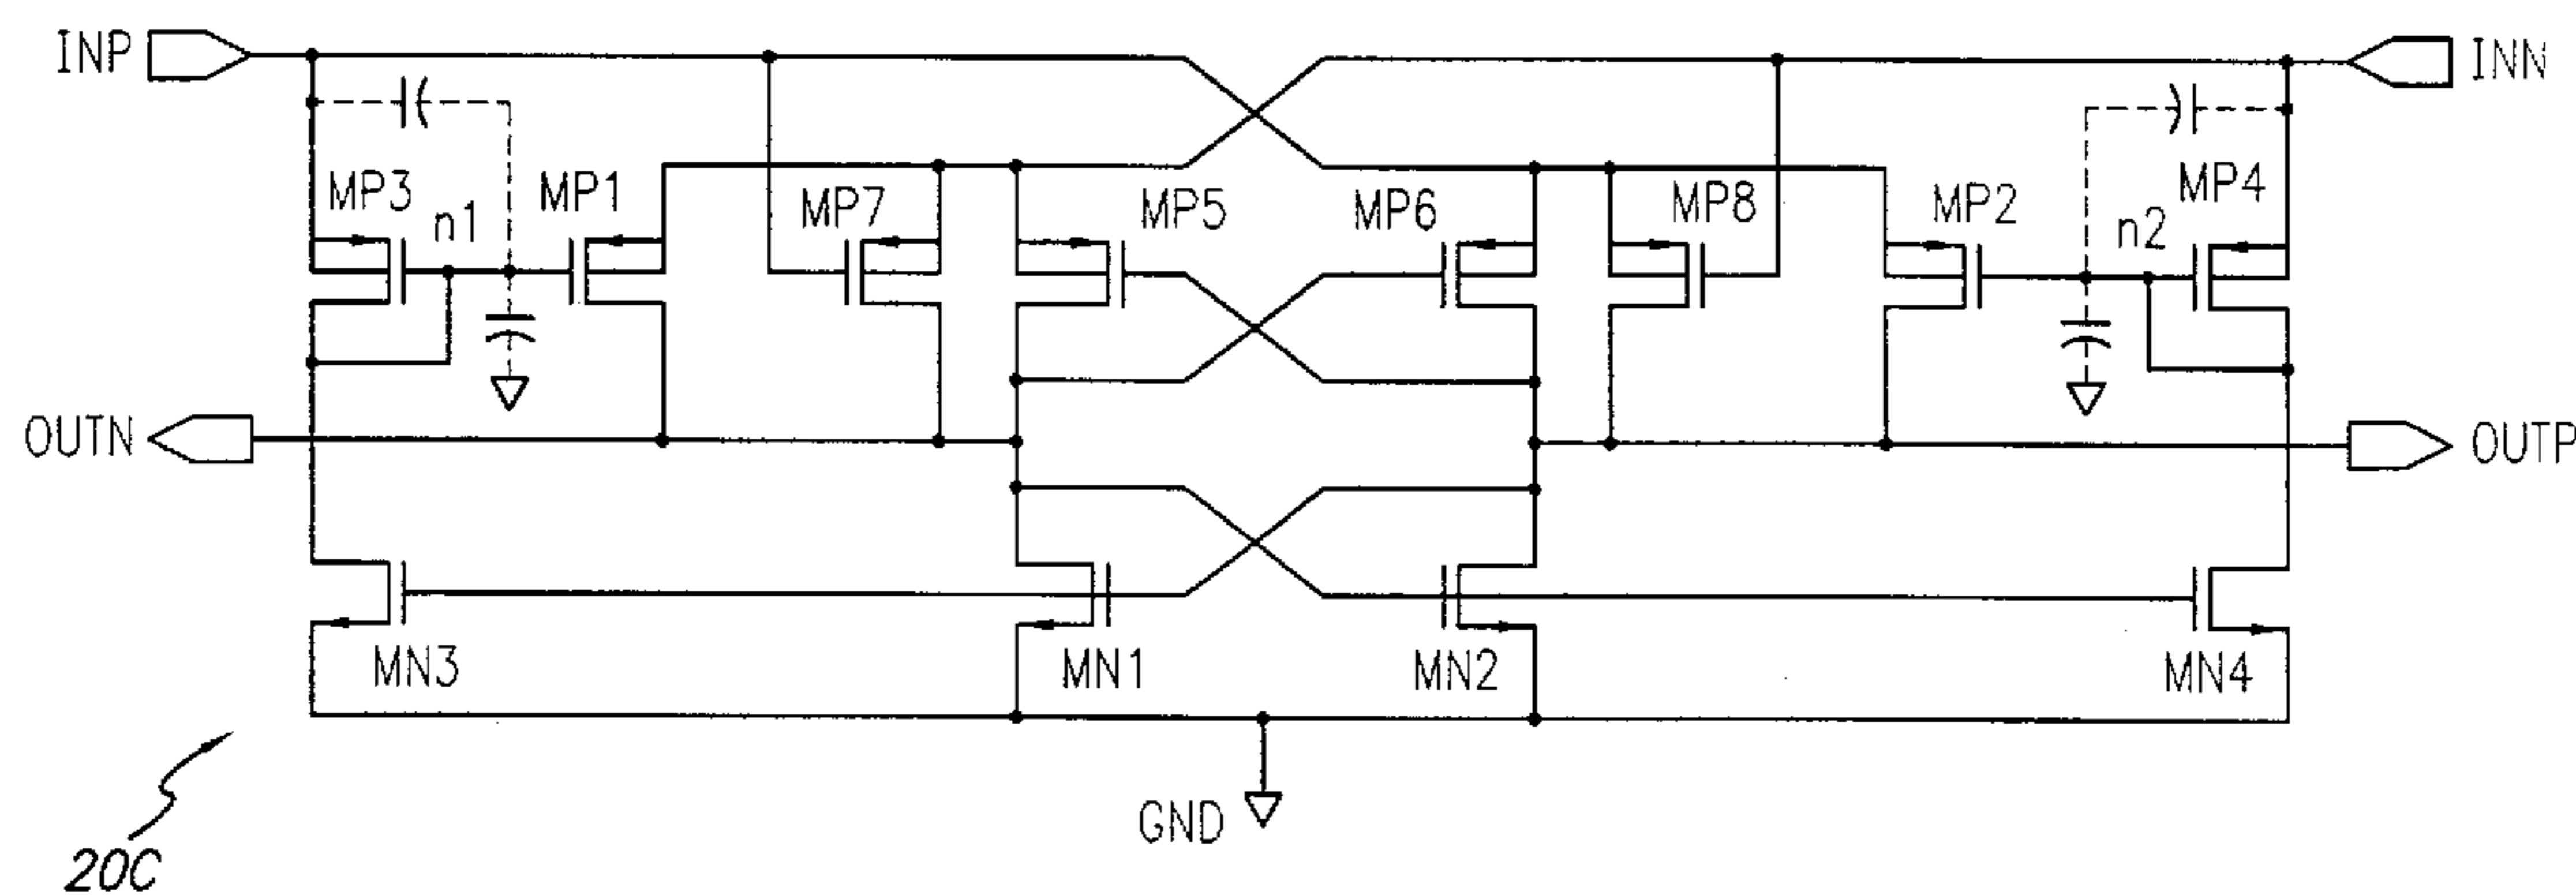 INP
INN
MP3
n1
MP1
MP7
MP5
MP6
MP8
MP2
n2
MP4
OUTN
OUTP
MN3
MN1
MN2
MN4
GND
20C